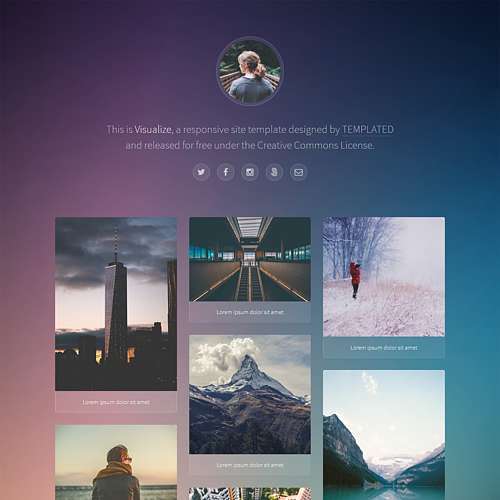 This is Visualize, a responsive site template designed by TEMPLATED
and released for free under the Creative Commons License.
Lorem ipsum dolor sit amet
Lorem ipsum dolor sit amet
Lorem ipsum dolor sit amet
Lorem ipsum dolor sit amet